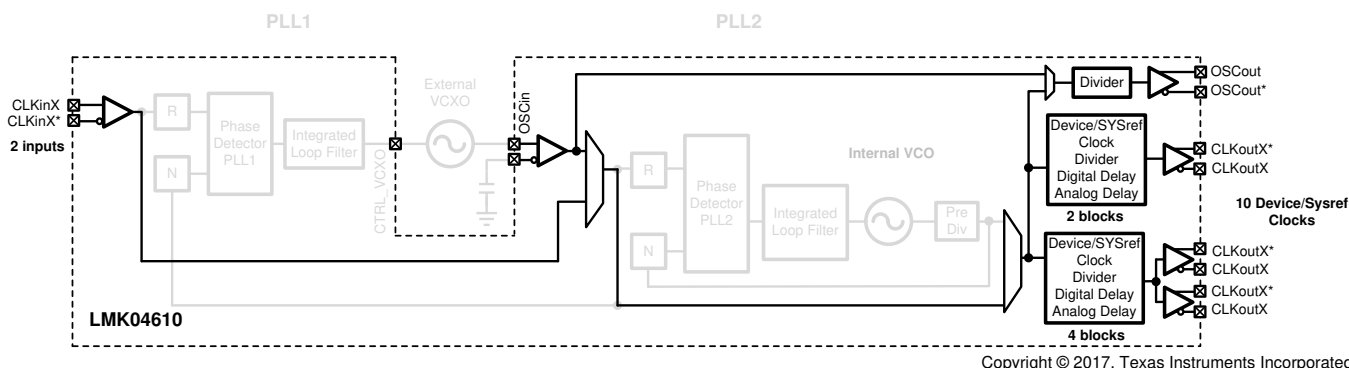 PLL1
PLL2
CLKinX
CLKinX*
2 inputs
R
N
Phase
Detector
PLL1
Integrated
Loop Filter
CTRL_VCXO
External
VCXO
OSCin
R
N
Phase
Detector
PLL2
Integrated
Loop Filter
Internal VCO
Pre
Div
Divider
OSCout
OSCout*
Device/SYSref
Clock
Divider
Digital Delay
Analog Delay
2 blocks
CLKoutX*
CLKoutX
10 Device/Sysref
Clocks
Device/SYSref
Clock
Divider
Digital Delay
Analog Delay
4 blocks
CLKoutX*
CLKoutX
CLKoutX*
CLKoutX
LMK04610
Copyright © 2017, Texas Instruments Incorporated